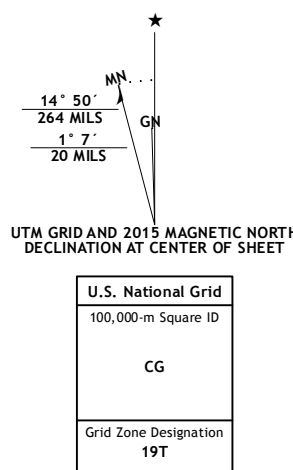 ★
MN
GN
14° 50´
264 MILS
1° 7´
20 MILS
UTM GRID AND 2015 MAGNETIC NORTH
DECLINATION AT CENTER OF SHEET
U.S. National Grid
100,000-m Square ID
CG
Grid Zone Designation
19T